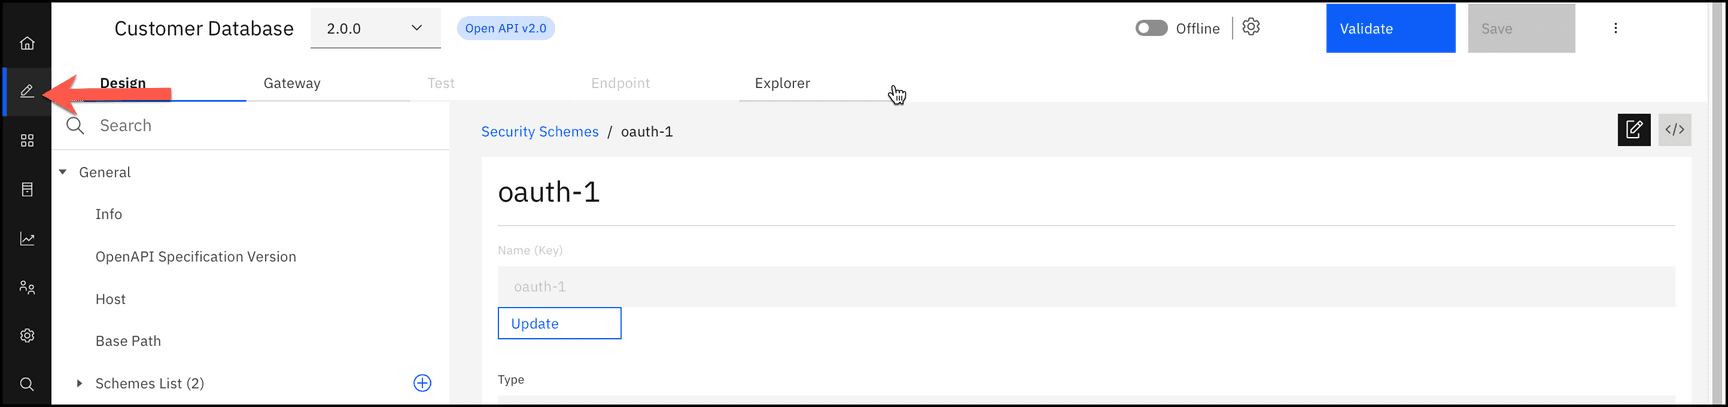 Customer Database
2.0.0
Open API v2.0
Offline
Validate
Save
Design
Gateway
Test
Endpoint
Explorer
Search
Security Schemes / oauth-1
</>
General
Info
OpenAPI Specification Version
Host
Base Path
Schemes List (2)
oauth-1
Name (Key)
oauth-1
Update
Type